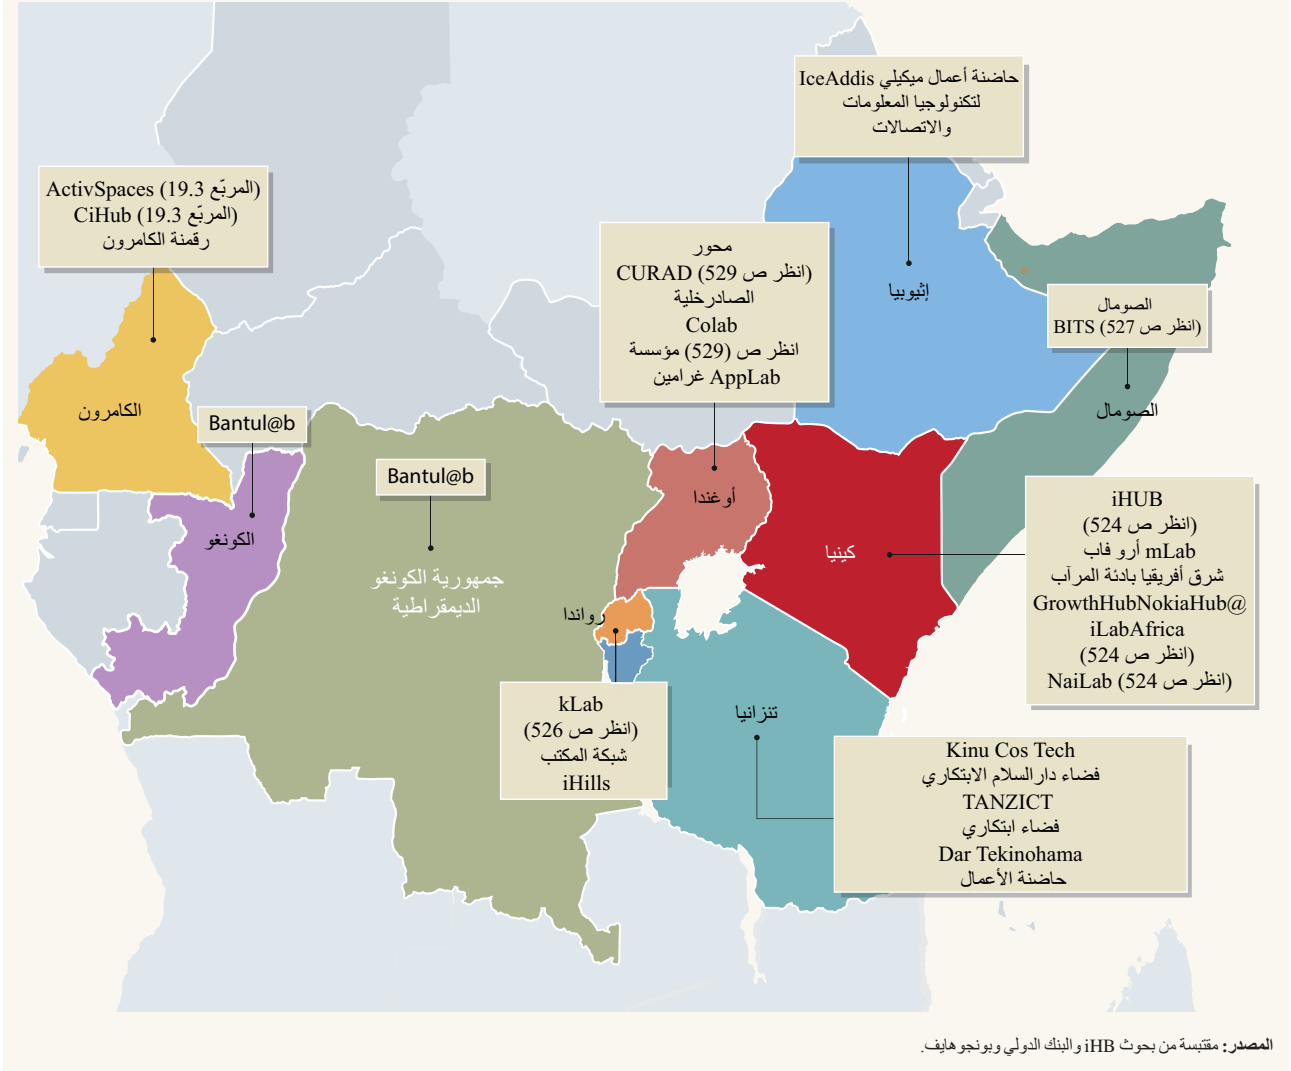 حاضنة أعمال ميكيلي IceAddis
لتكنولوجيا المعلومات
والاتصالات
ActivSpaces (المربّع 19.3)
CiHub (المربّع 19.3)
رقمنة الكامرون
محور
CURAD (انظر ص 529)
الصادرخلية
Colab
انظر ص (529) مؤسسة
AppLab غرامين
إثيوبيا
الصومال
BITS (انظر ص 527)
الكامرون
Bantul@b
الصومال
Bantul@b
أوغندا
iHUB
(انظر ص 524)
mLab أرو فاب
شرق أفريقيا بادئة المرآب
GrowthHubNokiaHub@
iLabAfrica
(انظر ص 524)
NaiLab (انظر ص 524)
الكونغو
كينيا
جمهورية الكونغو
الديمقراطية
رواندا
kLab
(انظر ص 526)
شبكة المكتب
iHills
تنزانيا
Kinu Cos Tech
فضاء دارالسلام الابتكاري
TANZICT
فضاء ابتكاري
Dar Tekinohama
حاضنة الأعمال
المصدر: مقتبسة من بحوث iHB والبنك الدولي وبونجوهايف.